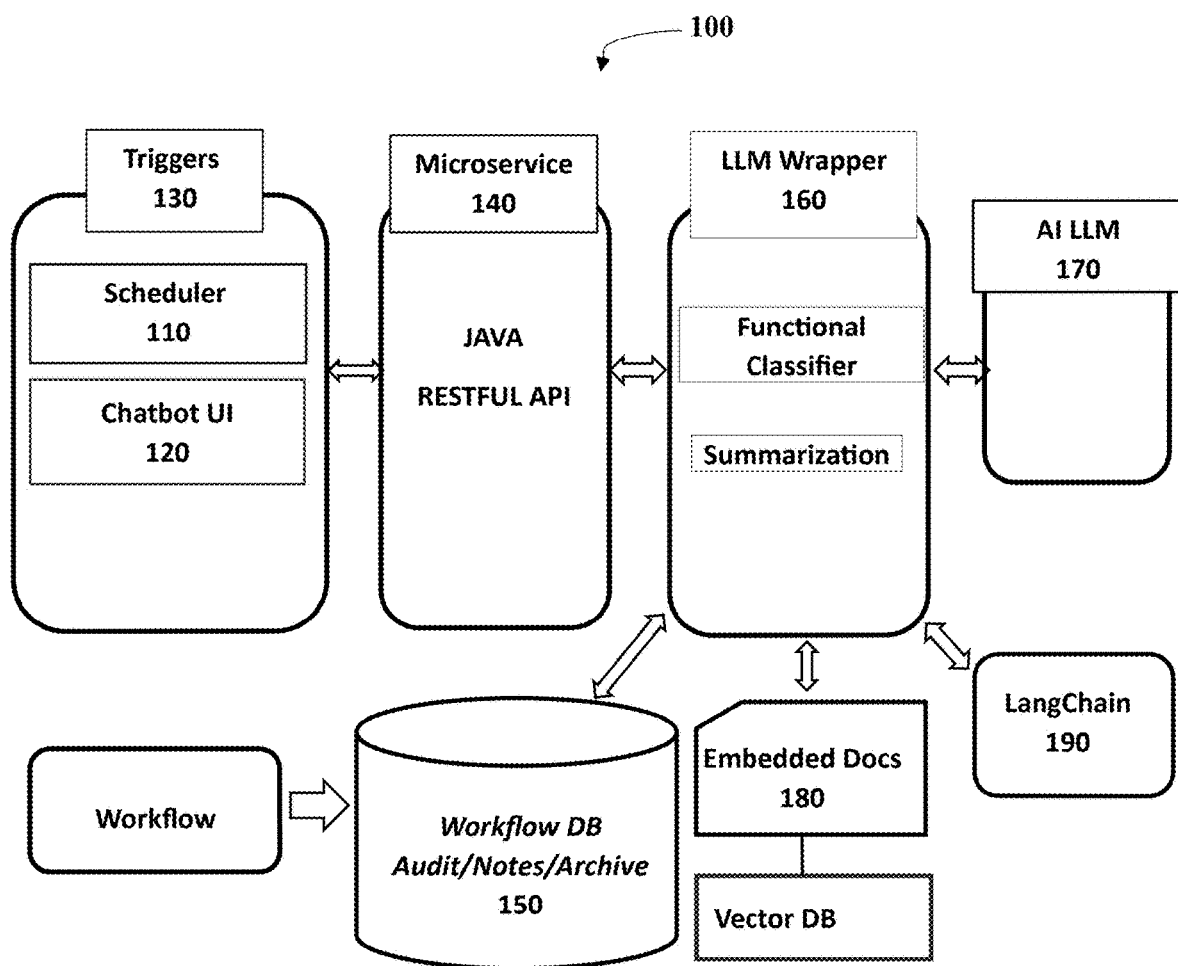 100
Triggers
130
Scheduler
110
Chatbot UI
120
Microservice
140
JAVA
RESTFUL API
LLM Wrapper
160
Functional
Classifier
Summarization
AI LLM
170
Workflow
Workflow DB
Audit/Notes/Archive
150
Embedded Docs
180
Vector DB
LangChain
190